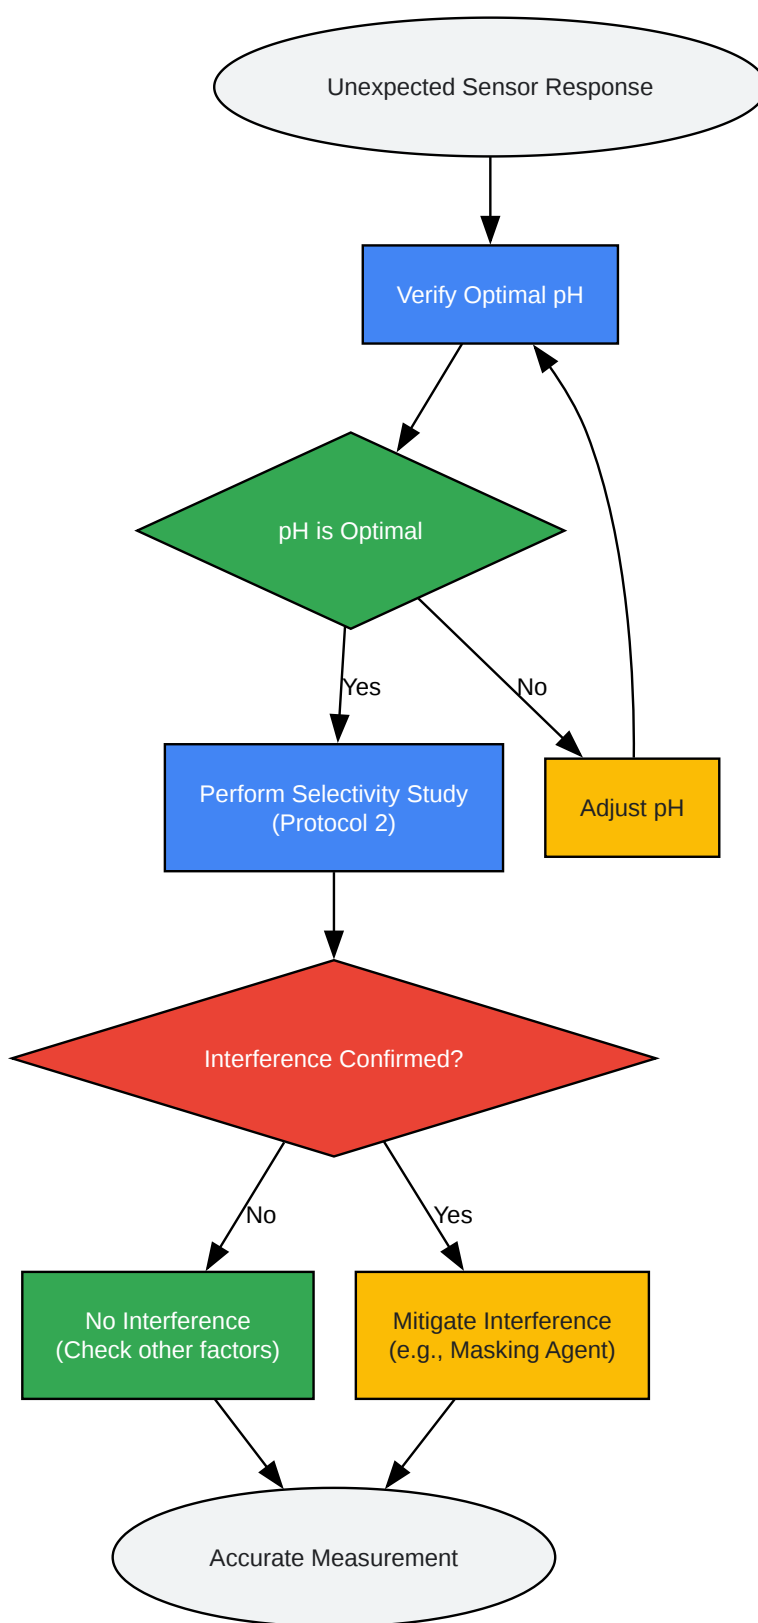 Unexpected Sensor Response
Verify Optimal pH
pH is Optimal
Yes
No
Perform Selectivity Study
(Protocol 2)
Adjust pH
Interference Confirmed?
No
Yes
No Interference
(Check other factors)
Mitigate Interference
(e.g., Masking Agent)
Accurate Measurement